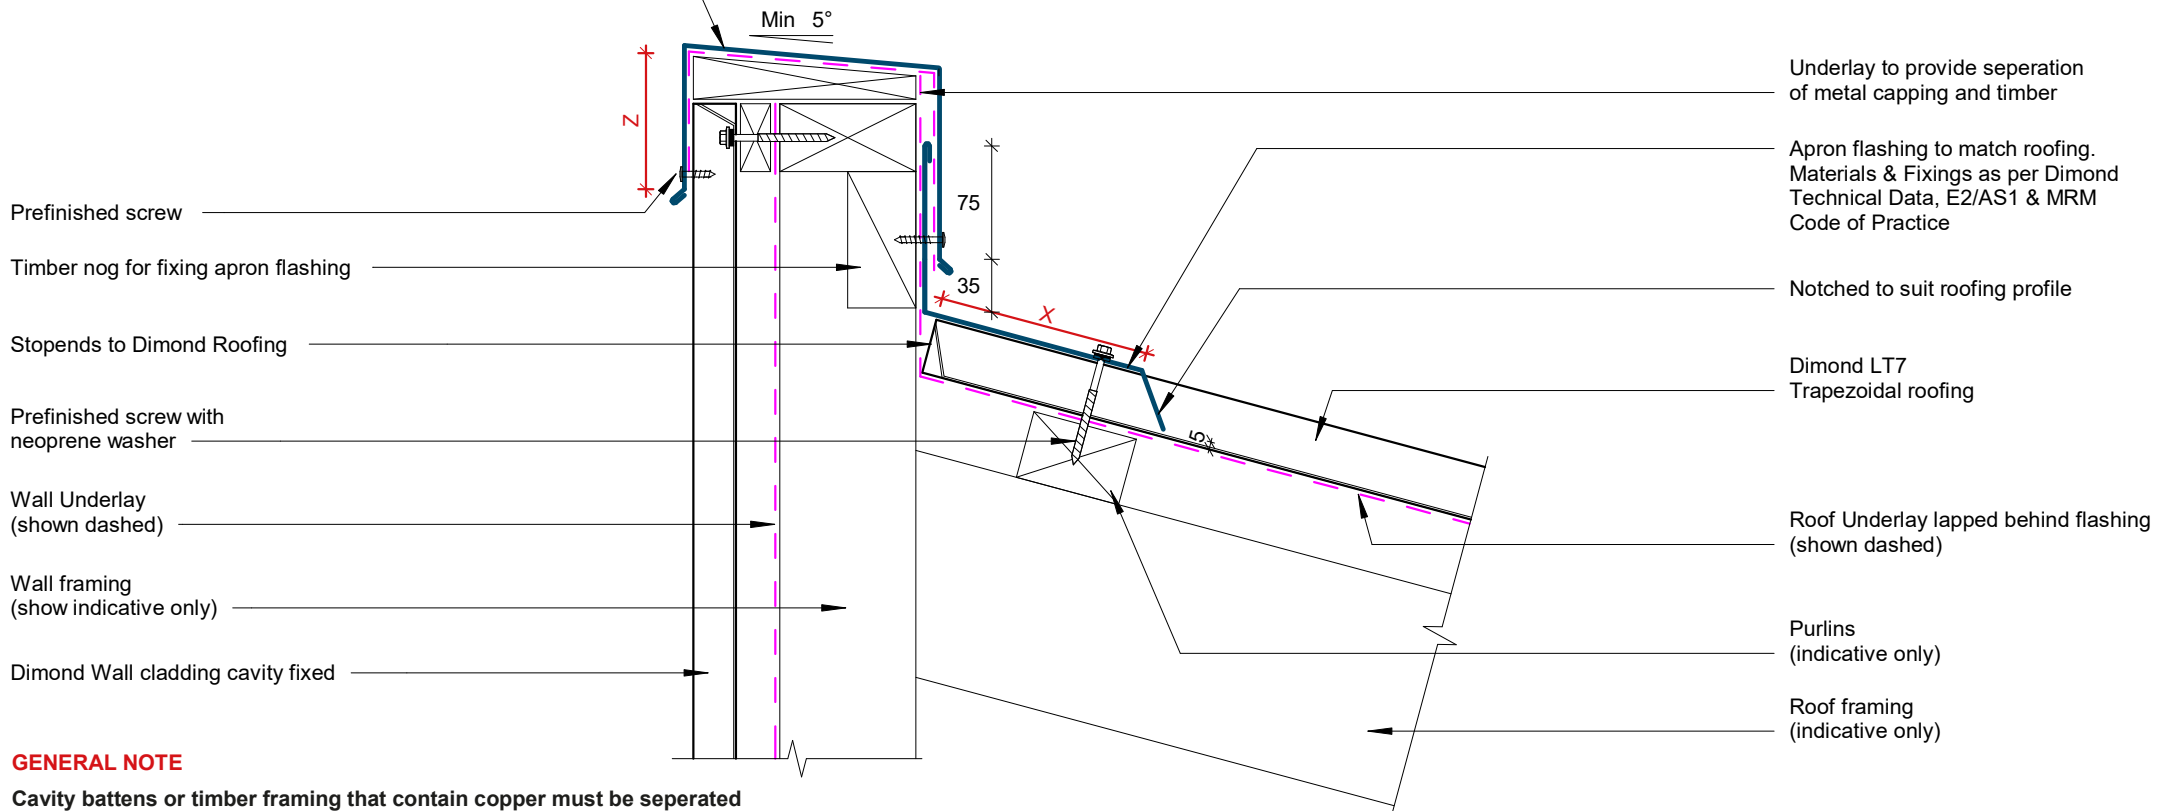 Min 5°
Z
75
35
X
5
Prefinished screw
Timber nog for fixing apron flashing
Stopends to Dimond Roofing
Prefinished screw with
neoprene washer
Wall Underlay
(shown dashed)
Wall framing
(show indicative only)
Dimond Wall cladding cavity fixed
Underlay to provide seperation
of metal capping and timber
Apron flashing to match roofing.
Materials & Fixings as per Dimond
Technical Data, E2/AS1 & MRM
Code of Practice
Notched to suit roofing profile
Dimond LT7
Trapezoidal roofing
Roof Underlay lapped behind flashing
(shown dashed)
Purlins
(indicative only)
Roof framing
(indicative only)
GENERAL NOTE
Cavity battens or timber framing that contain copper must be seperated